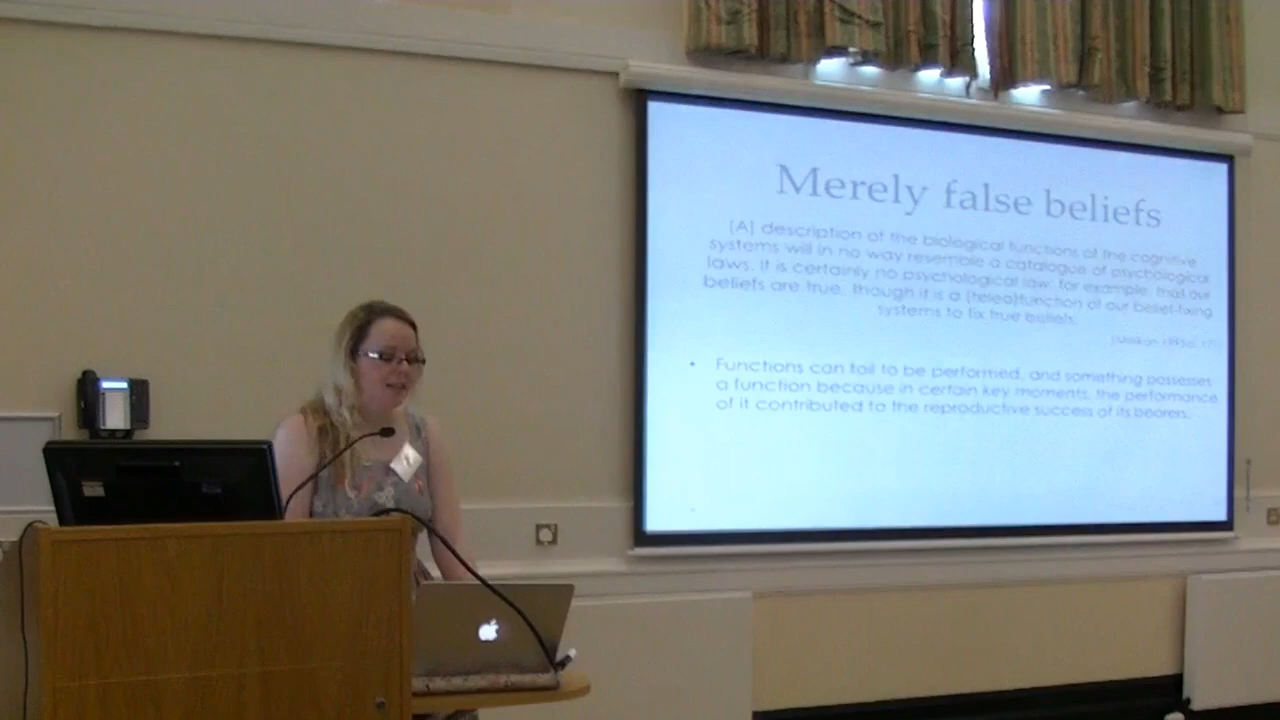 Merely false beliefs
[A] description of the biological functions of the cognitive
systems will in no way resemble a catalogue of psychological
laws. It is certainly no psychological law, for example, that our
beliefs are true, though it is a (teleo)function of our belief-fixing
systems to fix true beliefs.
• Functions can fail to be performed, and something possesses
a function because in certain key moments, the performance
of it contributed to the reproductive success of its bearers.